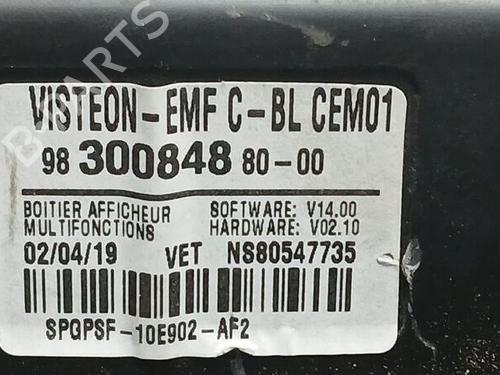 B-PARTS
VISTEON-EMF C-BL CEM01
98 300848 80-00
BOITIER AFFICHEUR SOFTWARE: V14.00
MULTIFONCTIONS HARDWARE: V02.10
02/04/19 VET NS80547735
SPGPSF-10E902-AF2